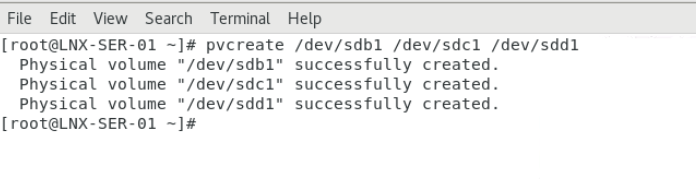 File Edit View Search Terminal Help
[root@LNX-SER-01 ~]# pvcreate /dev/sdb1 /dev/sdc1 /dev/sdd1
  Physical volume "/dev/sdb1" successfully created.
  Physical volume "/dev/sdc1" successfully created.
  Physical volume "/dev/sdd1" successfully created.
[root@LNX-SER-01 ~]#